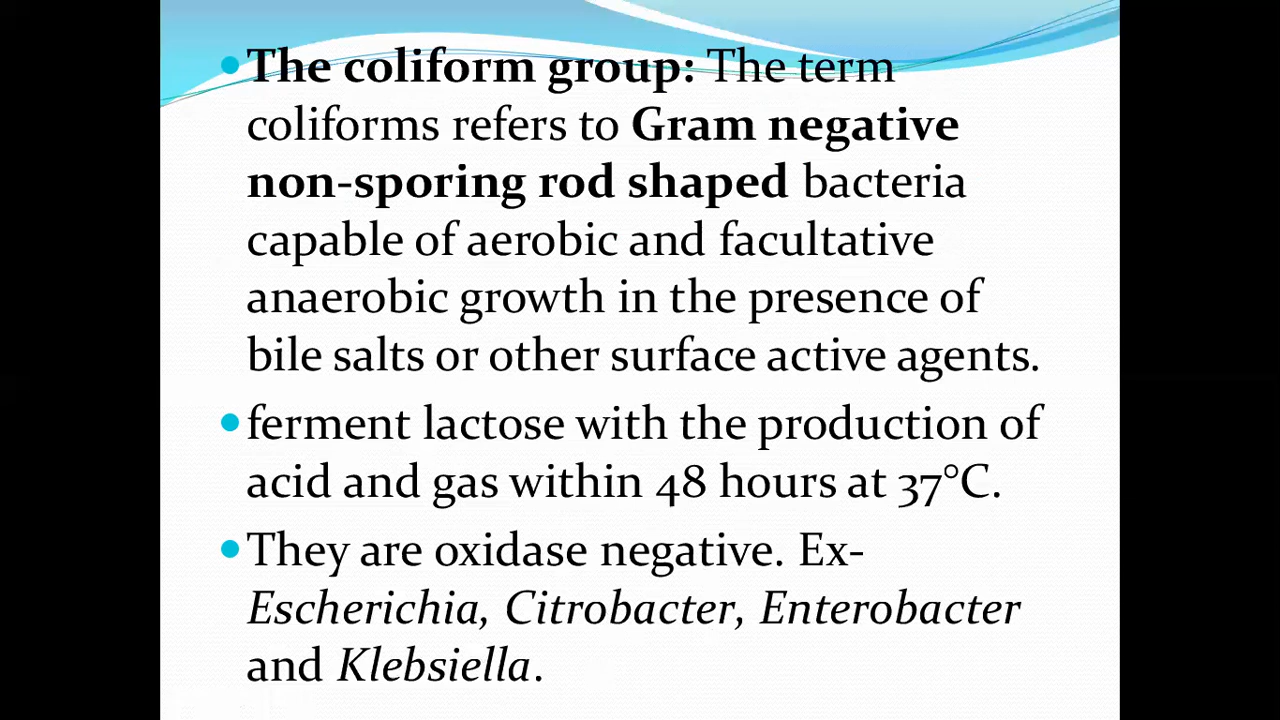 The coliform group: The term
coliforms refers to Gram negative
non-sporing rod shaped bacteria
capable of aerobic and facultative
anaerobic growth in the presence of
bile salts or other surface active agents.
ferment lactose with the production of
acid and gas within 48 hours at 37°C.
They are oxidase negative. Ex-
Escherichia, Citrobacter, Enterobacter
and Klebsiella.